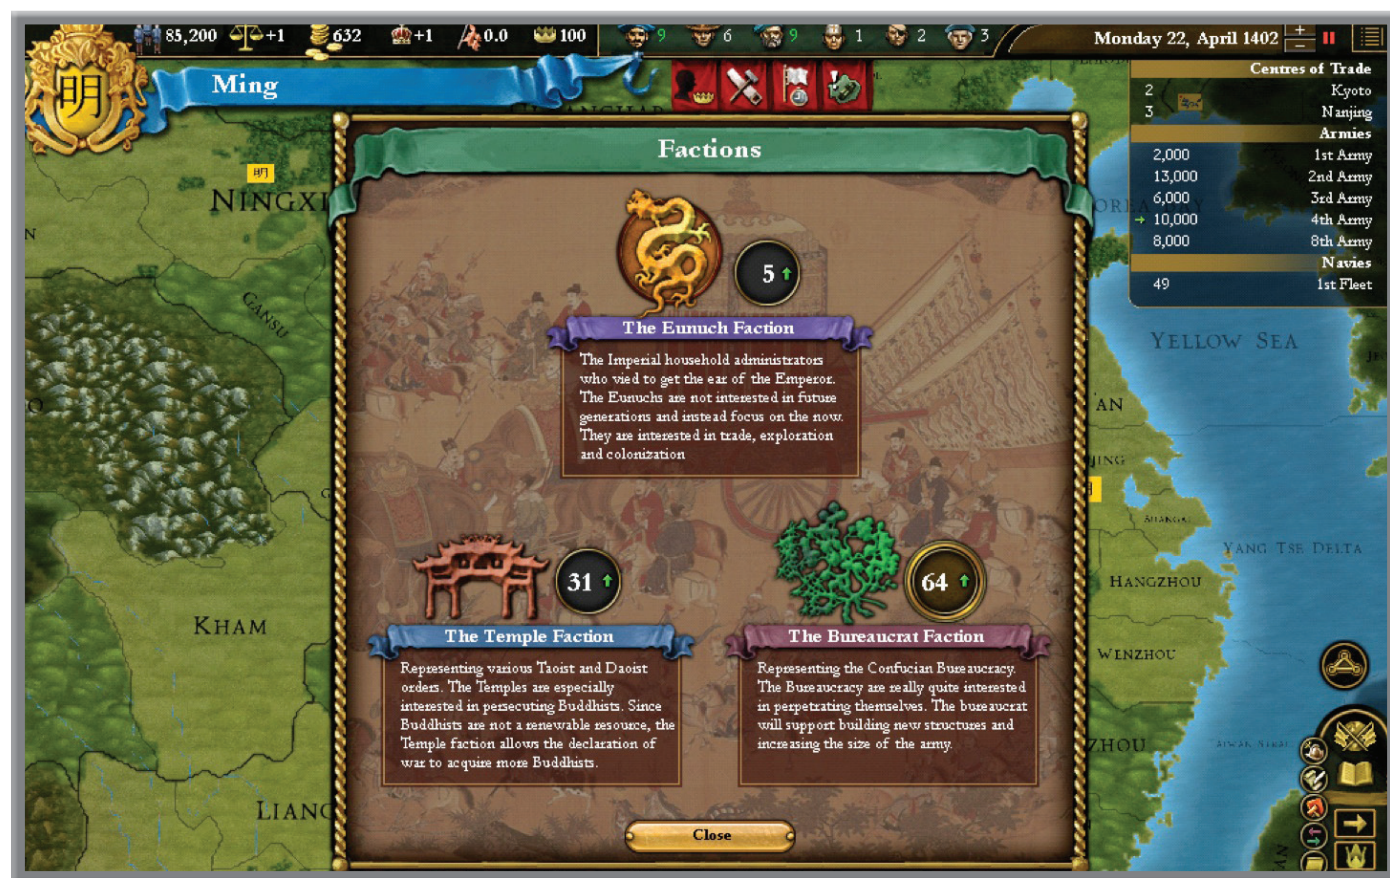 85,200 +1 632 +1 0.0 100 9 6 9 1 2 3 Monday 22, April 1402
明
Ming
Centres of Trade
2 Kyoto
3 Nanjing
Armies
2,000 1st Army
13,000 2nd Army
6,000 3rd Army
10,000 4th Army
8,000 8th Army
Navies
49 1st Fleet
Factions
5
The Eunuch Faction
The Imperial household administrators
who vied to get the ear of the Emperor.
The Eunuchs are not interested in future
generations and instead focus on the now.
They are interested in trade, exploration
and colonization
31
The Temple Faction
Representing various Taoist and Daoist
orders. The Temples are especially
interested in persecuting Buddhists. Since
Buddhists are not a renewable resource, the
Temple faction allows the declaration of
war to acquire more Buddhists.
64
The Bureaucrat Faction
Representing the Confucian Bureaucracy.
The Bureaucracy are really quite interested
in perpetrating themselves. The bureaucrat
will support building new structures and
increasing the size of the army.
Close
明
NINGXI
GANSU
KHAM
LIANG
YELLOW SEA
'AN
JING
YANG TSE DELTA
HANGZHOU
WENZHOU
ZHOU